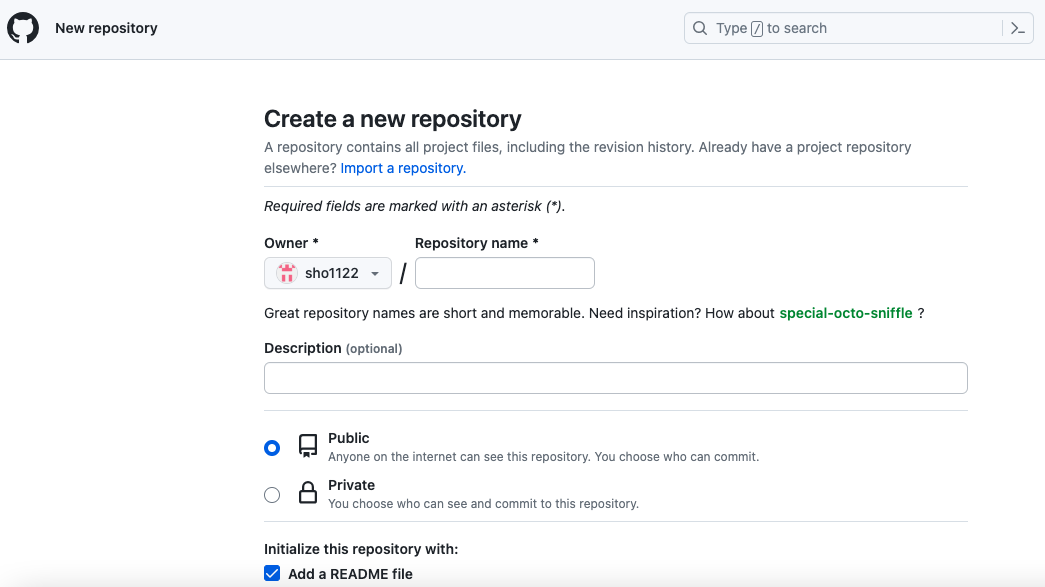 New repository
Type / to search
Create a new repository
A repository contains all project files, including the revision history. Already have a project repository
elsewhere? Import a repository.
Required fields are marked with an asterisk (*).
Owner * Repository name *
sho1122 /
Great repository names are short and memorable. Need inspiration? How about special-octo-sniffle ?
Description (optional)
Public
Anyone on the internet can see this repository. You choose who can commit.
Private
You choose who can see and commit to this repository.
Initialize this repository with:
Add a README file